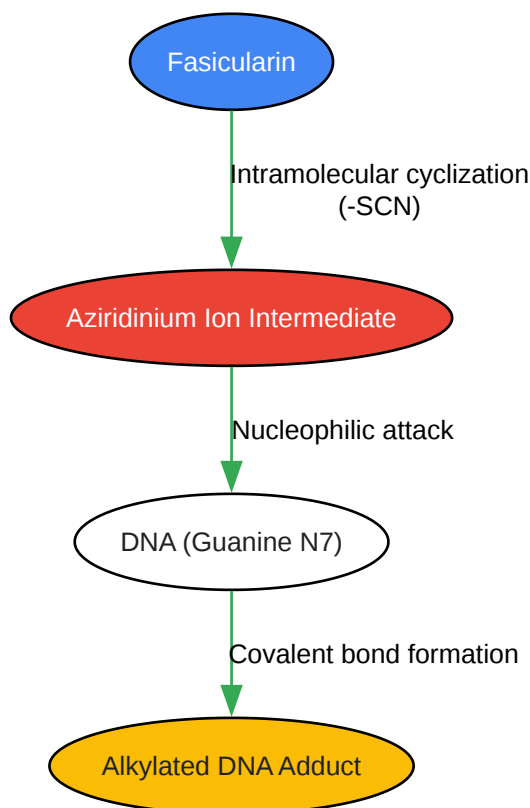 Fasicularin
Intramolecular cyclization
(-SCN)
Aziridinium Ion Intermediate
Nucleophilic attack
DNA (Guanine N7)
Covalent bond formation
Alkylated DNA Adduct